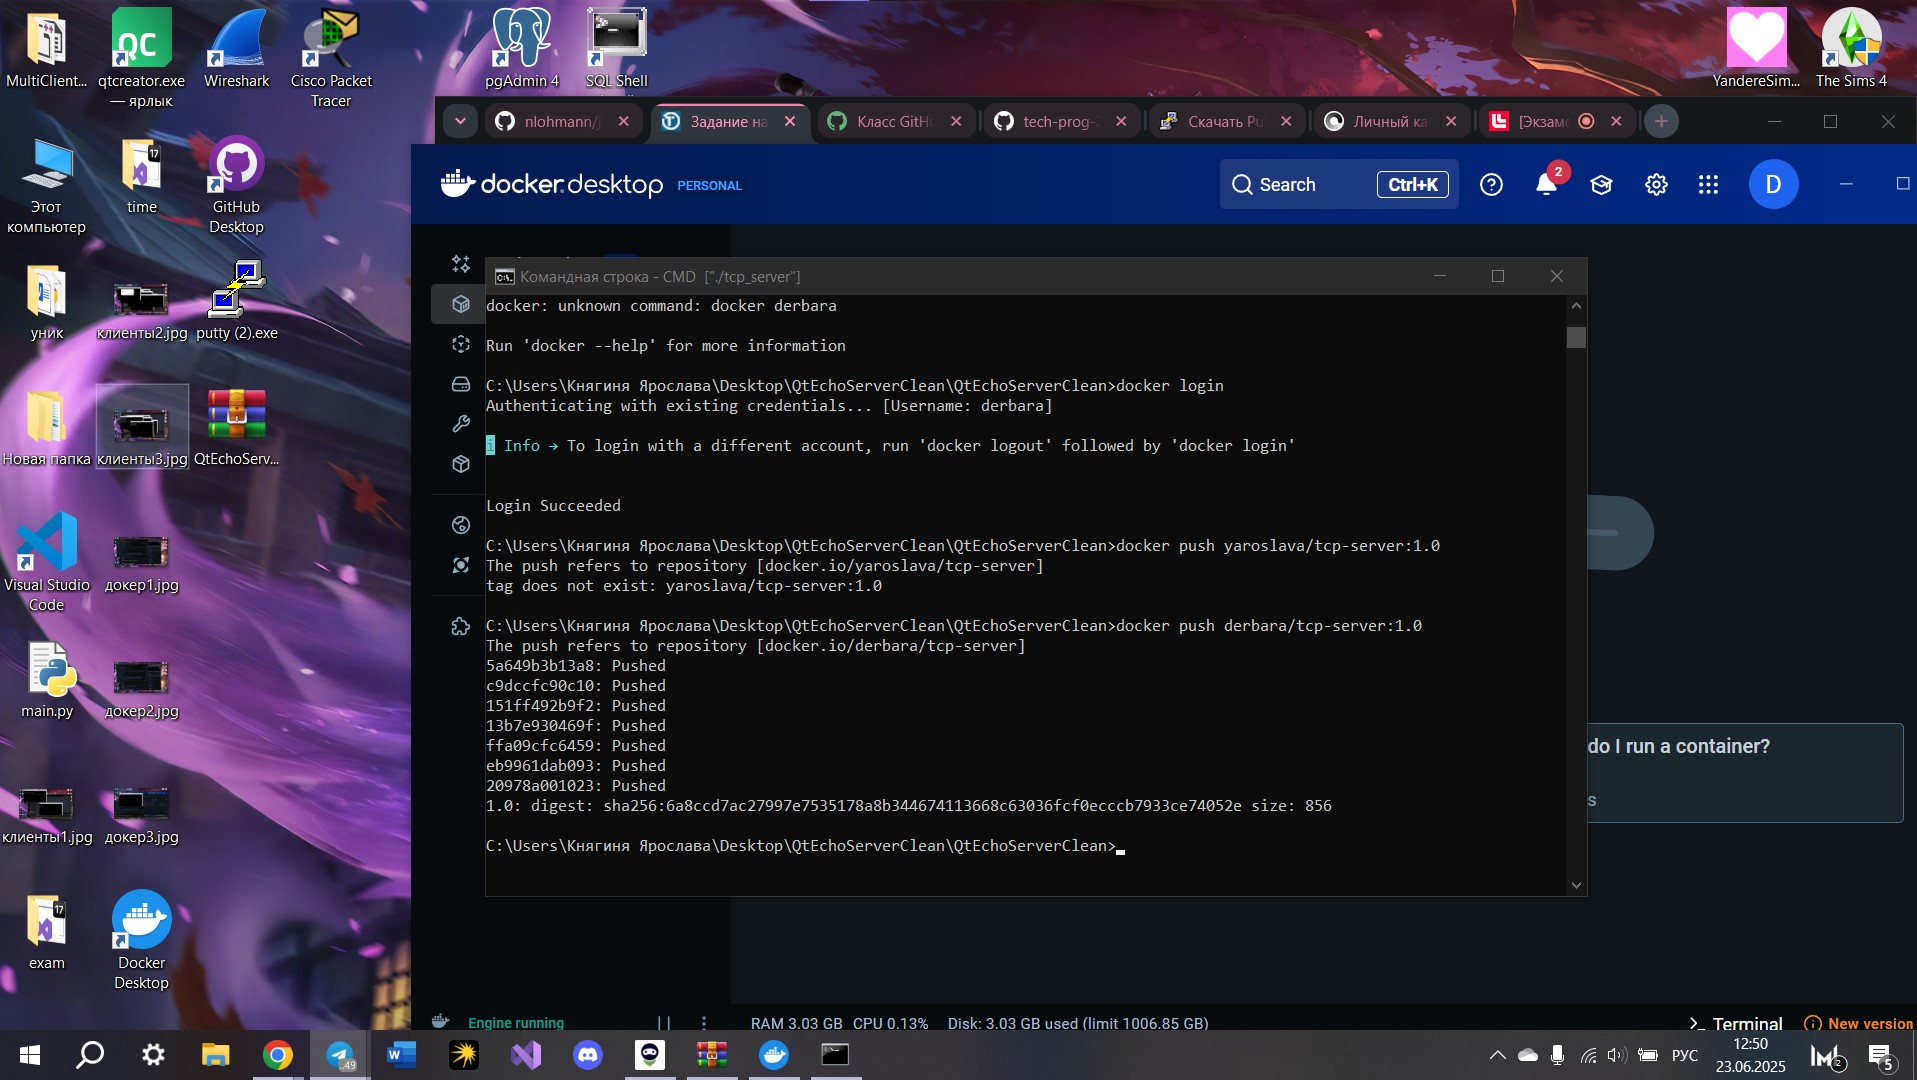 MultiClient...
qtcreator.exe
— ярлык
Wireshark
Cisco Packet
Tracer
pgAdmin 4
SQL Shell
YandereSim...
The Sims 4
nlohmann/j
Задание на
Класс GitHu
tech-prog-2
Скачать Pu
Личный ка
[Экзаме
docker.desktop
PERSONAL
Search
Ctrl+K
2
D
QC
Этот
компьютер
time
GitHub
Desktop
уник
клиенты2.jpg
putty (2).exe
Новая папка
клиенты3.jpg
QtEchoServ...
Visual Studio
Code
докер1.jpg
main.py
докер2.jpg
клиенты1.jpg
докер3.jpg
exam
Docker
Desktop
Командная строка - CMD ["./tcp_server"]
docker: unknown command: docker derbara
Run 'docker --help' for more information
C:\Users\Княгиня Ярослава\Desktop\QtEchoServerClean\QtEchoServerClean>docker login
Authenticating with existing credentials... [Username: derbara]
i Info → To login with a different account, run 'docker logout' followed by 'docker login'
Login Succeeded
C:\Users\Княгиня Ярослава\Desktop\QtEchoServerClean\QtEchoServerClean>docker push yaroslava/tcp-server:1.0
The push refers to repository [docker.io/yaroslava/tcp-server]
tag does not exist: yaroslava/tcp-server:1.0
C:\Users\Княгиня Ярослава\Desktop\QtEchoServerClean\QtEchoServerClean>docker push derbara/tcp-server:1.0
The push refers to repository [docker.io/derbara/tcp-server]
5a649b3b13a8: Pushed
c9dccfc90c10: Pushed
151ff492b9f2: Pushed
13b7e930469f: Pushed
ffa09cfc6459: Pushed
eb9961dab093: Pushed
20978a001023: Pushed
1.0: digest: sha256:6a8ccd7ac27997e7535178a8b344674113668c63036fcf0ecccb7933ce74052e size: 856
C:\Users\Княгиня Ярослава\Desktop\QtEchoServerClean\QtEchoServerClean>
do I run a container?
s
Engine running
RAM 3.03 GB CPU 0.13% Disk: 3.03 GB used (limit 1006.85 GB)
Terminal
New version
49
РУС
12:50
23.06.2025
2
5